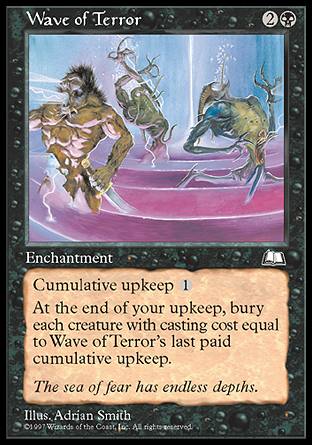 Wave of Terror 2
Enchantment
Cumulative upkeep 1
At the end of your upkeep, bury
each creature with casting cost equal
to Wave of Terror's last paid
cumulative upkeep.
The sea of fear has endless depths.
Illus. Adrian Smith
©1997 Wizards of the Coast, Inc. All rights reserved.